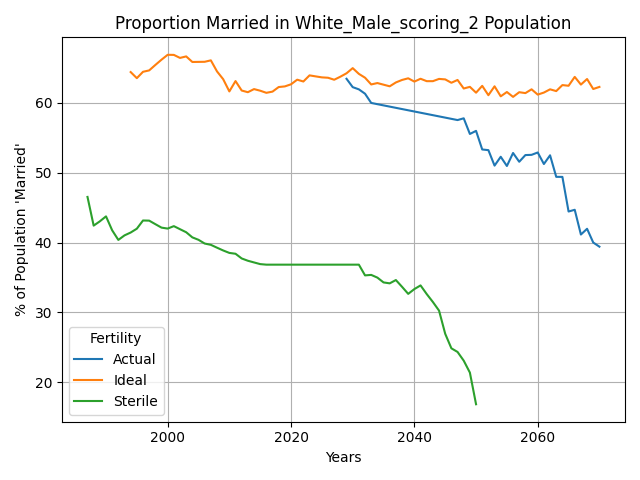 Proportion Married in White_Male_scoring_2 Population
% of Population 'Married'
60
50
40
30
20
Fertility
Actual
Ideal
Sterile
2000 2020 2040 2060
Years